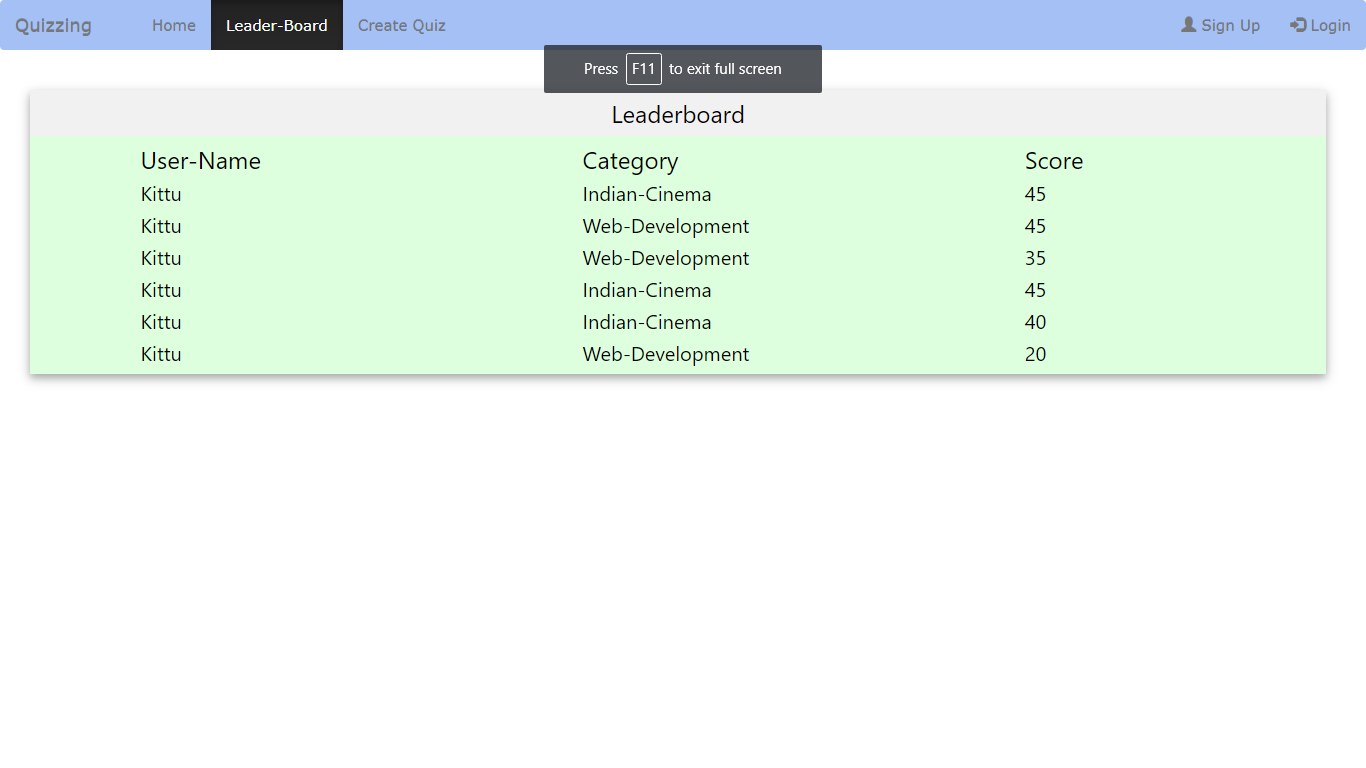 Quizzing Home Leader-Board Create Quiz Sign Up Login
Press F11 to exit full screen
Leaderboard
User-Name Category Score
Kittu Indian-Cinema 45
Kittu Web-Development 45
Kittu Web-Development 35
Kittu Indian-Cinema 45
Kittu Indian-Cinema 40
Kittu Web-Development 20